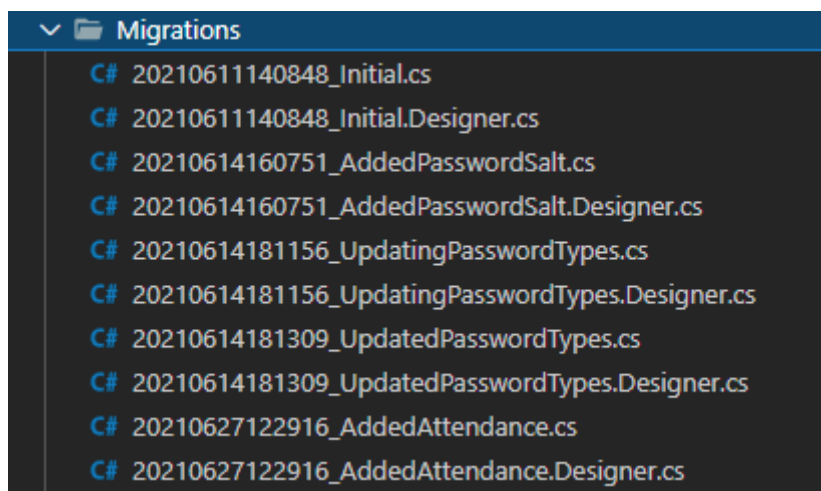 Migrations
C# 20210611140848_Initial.cs
C# 20210611140848_Initial.Designer.cs
C# 20210614160751_AddedPasswordSalt.cs
C# 20210614160751_AddedPasswordSalt.Designer.cs
C# 20210614181156_UpdatingPasswordTypes.cs
C# 20210614181156_UpdatingPasswordTypes.Designer.cs
C# 20210614181309_UpdatedPasswordTypes.cs
C# 20210614181309_UpdatedPasswordTypes.Designer.cs
C# 20210627122916_AddedAttendance.cs
C# 20210627122916_AddedAttendance.Designer.cs